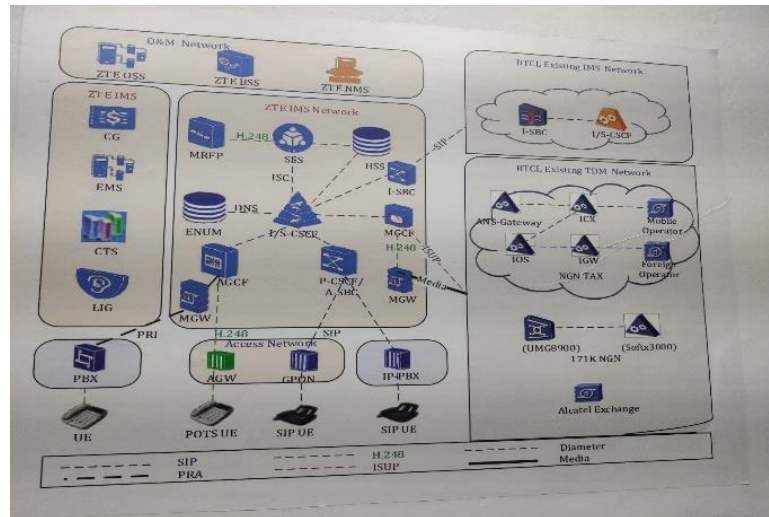 O&M Network
ZTE OSS
ZTE BSS
ZTE NMS
ZTE IMS
CG
EMS
CTS
LIG
ZTE IMS Network
MRFP
H.248
SSS
HSS
ISC
I-SBC
SIP
ENUM
DNS
I/S-CSCF
MGCF
H.248
ISUP
AGCF
P-CSCF/
A-SBC
MGW
Media
MGW
PRI
H.248
SIP
Access Network
PBX
AGW
GPON
IP-PBX
UE
POTS UE
SIP UE
SIP UE
BTCL Existing IMS Network
I-SBC
I/S-CSCF
BTCL Existing TDM Network
ANS-Gateway
ICX
Mobile
Operator
IOS
IGW
Foreign
Operator
NGN TAX
(UMG8900)
(Softx3000)
171K NGN
Alcatel Exchange
SIP
H.248
Diameter
PRA
ISUP
Media